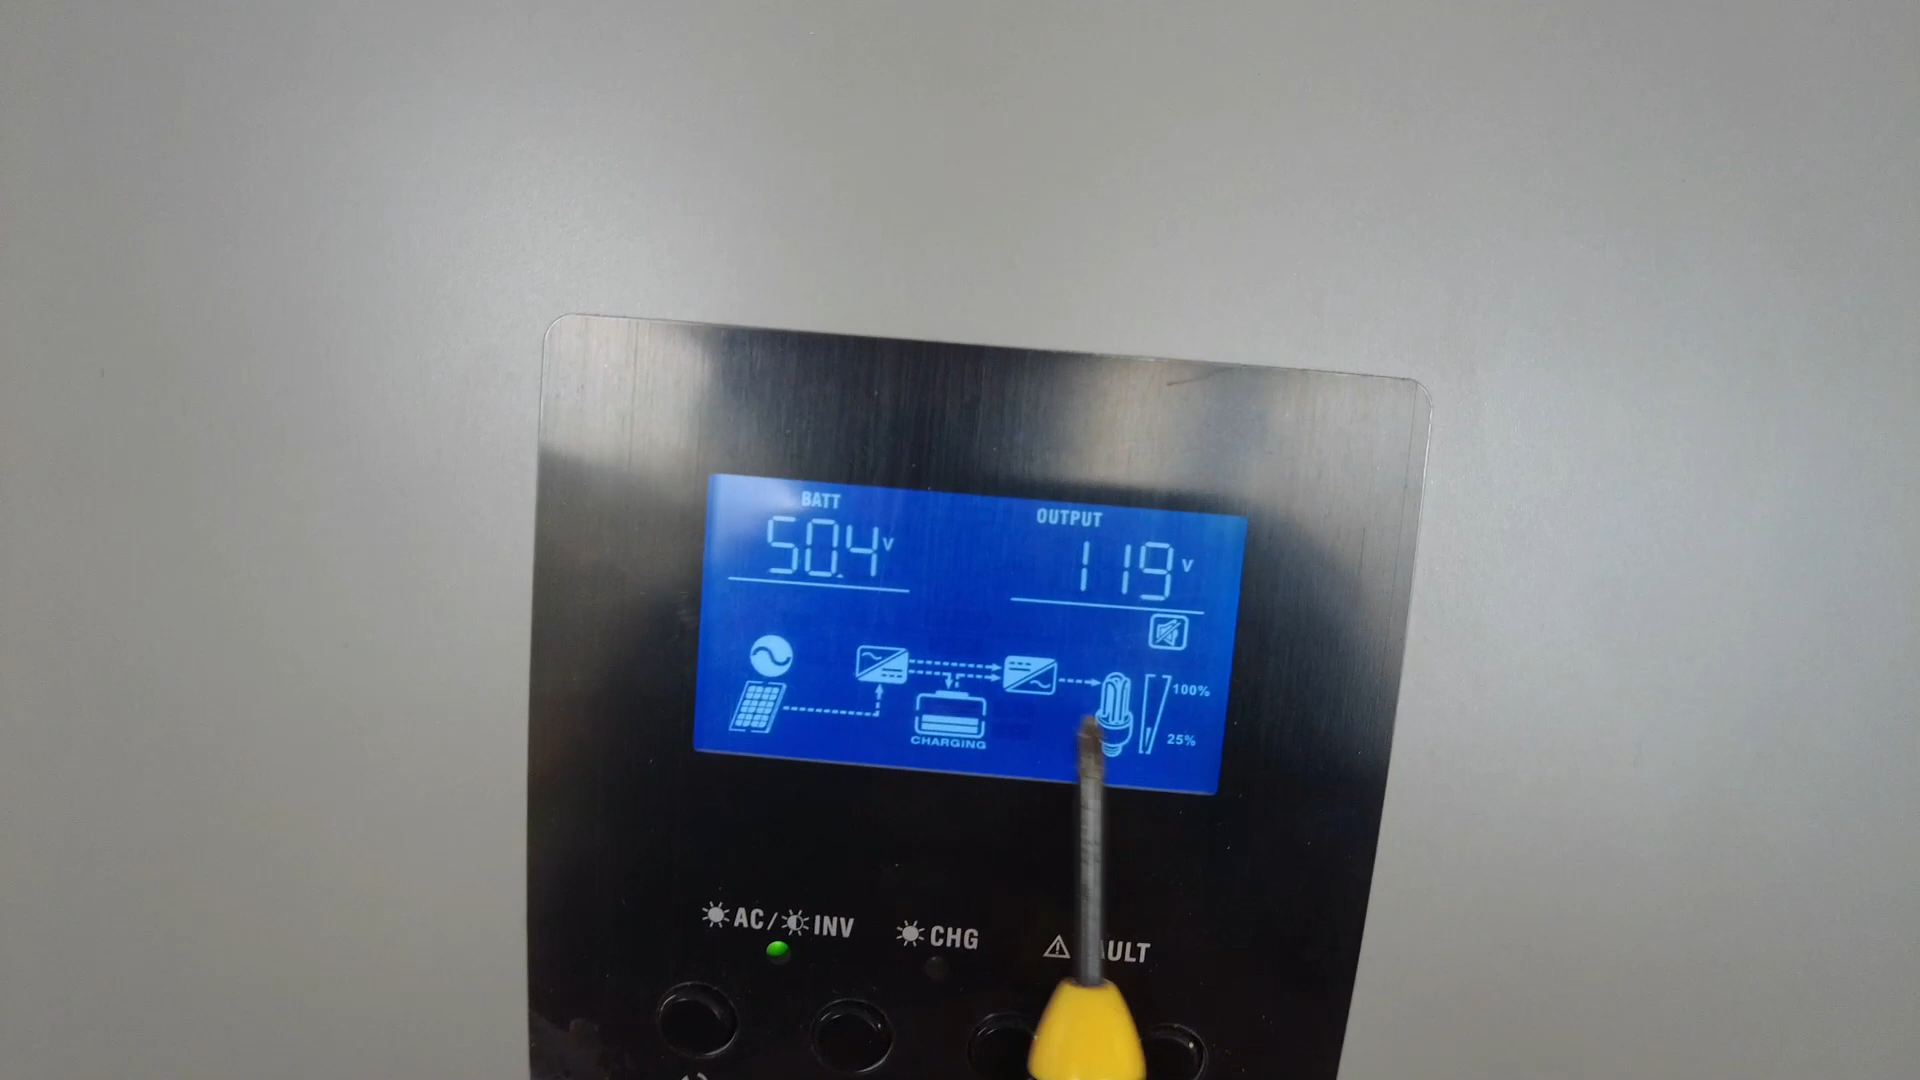 BATT
50.4V
OUTPUT
119V
100%
25%
CHARGING
AC/INV
CHG